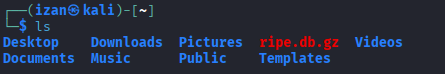 ┌──(izan㉿kali)-[~]
└─$ ls
Desktop    Downloads  Pictures  ripe.db.gz  Videos
Documents  Music      Public    Templates